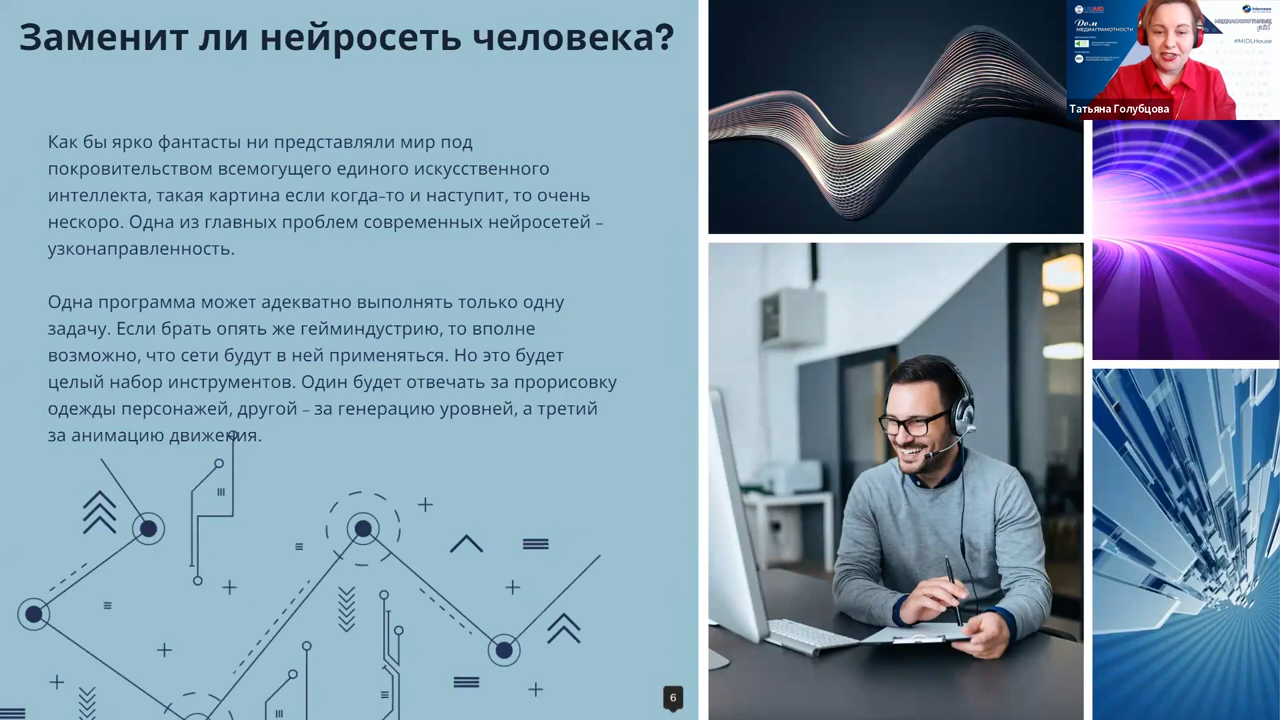 Заменит ли нейросеть человека?
Как бы ярко фантасты ни представляли мир под
покровительством всемогущего единого искусственного
интеллекта, такая картина если когда-то и наступит, то очень
нескоро. Одна из главных проблем современных нейросетей –
узконаправленность.
Одна программа может адекватно выполнять только одну
задачу. Если брать опять же гейминдустрию, то вполне
возможно, что сети будут в ней применяться. Но это будет
целый набор инструментов. Один будет отвечать за прорисовку
одежды персонажей, другой – за генерацию уровней, а третий
за анимацию движения.
6
USAID
Internews
Дом
МЕДИАГРАМОТНОСТИ
#MIDLHouse
Татьяна Голубцова